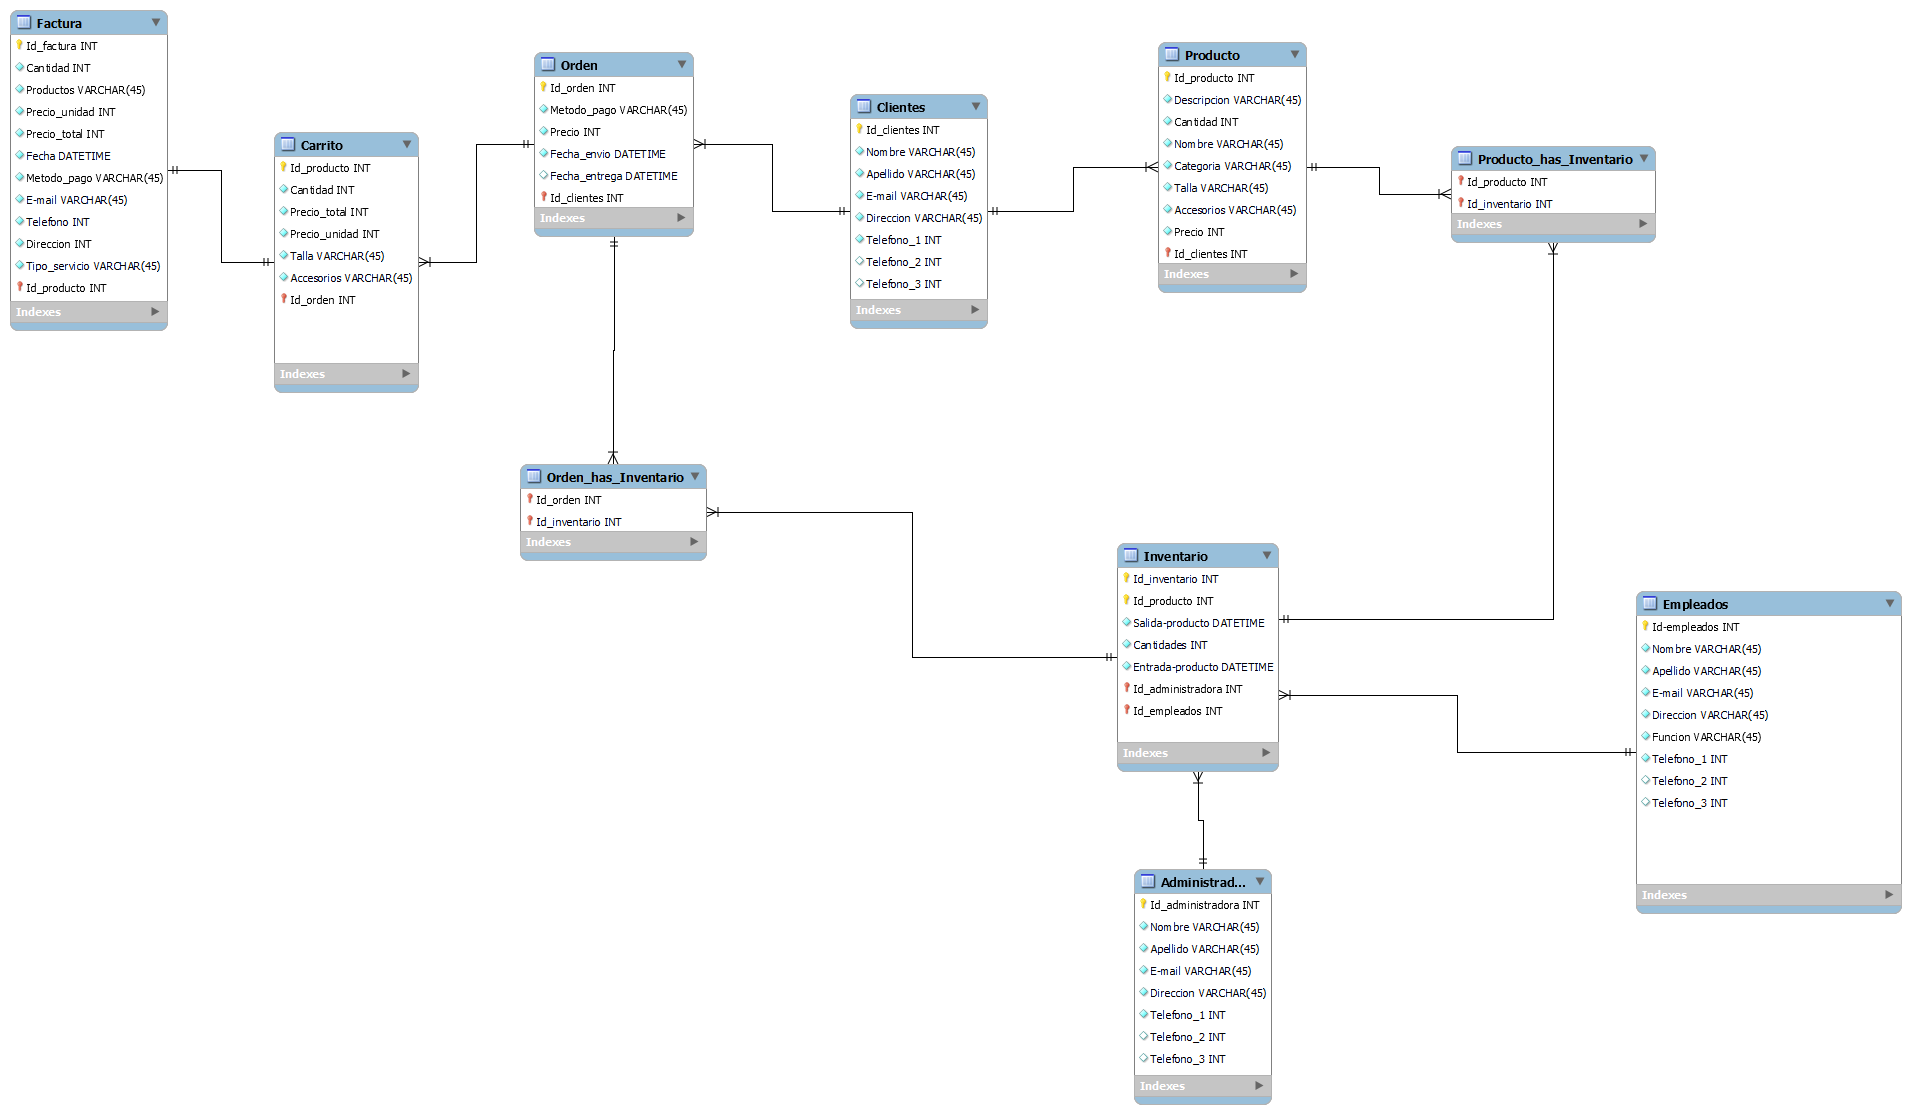 Factura
Id_factura INT
Cantidad INT
Productos VARCHAR(45)
Precio_unidad INT
Precio_total INT
Fecha DATETIME
Metodo_pago VARCHAR(45)
E-mail VARCHAR(45)
Telefono INT
Direccion INT
Tipo_servicio VARCHAR(45)
Id_producto INT
Indexes
Carrito
Id_producto INT
Cantidad INT
Precio_total INT
Precio_unidad INT
Talla VARCHAR(45)
Accesorios VARCHAR(45)
Id_orden INT
Indexes
Orden
Id_orden INT
Metodo_pago VARCHAR(45)
Precio INT
Fecha_envio DATETIME
Fecha_entrega DATETIME
Id_clientes INT
Indexes
Clientes
Id_clientes INT
Nombre VARCHAR(45)
Apellido VARCHAR(45)
E-mail VARCHAR(45)
Direccion VARCHAR(45)
Telefono_1 INT
Telefono_2 INT
Telefono_3 INT
Indexes
Producto
Id_producto INT
Descripcion VARCHAR(45)
Cantidad INT
Nombre VARCHAR(45)
Categoria VARCHAR(45)
Talla VARCHAR(45)
Accesorios VARCHAR(45)
Precio INT
Id_clientes INT
Indexes
Producto_has_Inventario
Id_producto INT
Id_inventario INT
Indexes
Orden_has_Inventario
Id_orden INT
Id_inventario INT
Indexes
Inventario
Id_inventario INT
Id_producto INT
Salida-producto DATETIME
Cantidades INT
Entrada-producto DATETIME
Id_administradora INT
Id_empleados INT
Indexes
Empleados
Id-empleados INT
Nombre VARCHAR(45)
Apellido VARCHAR(45)
E-mail VARCHAR(45)
Direccion VARCHAR(45)
Funcion VARCHAR(45)
Telefono_1 INT
Telefono_2 INT
Telefono_3 INT
Indexes
Administrad...
Id_administradora INT
Nombre VARCHAR(45)
Apellido VARCHAR(45)
E-mail VARCHAR(45)
Direccion VARCHAR(45)
Telefono_1 INT
Telefono_2 INT
Telefono_3 INT
Indexes